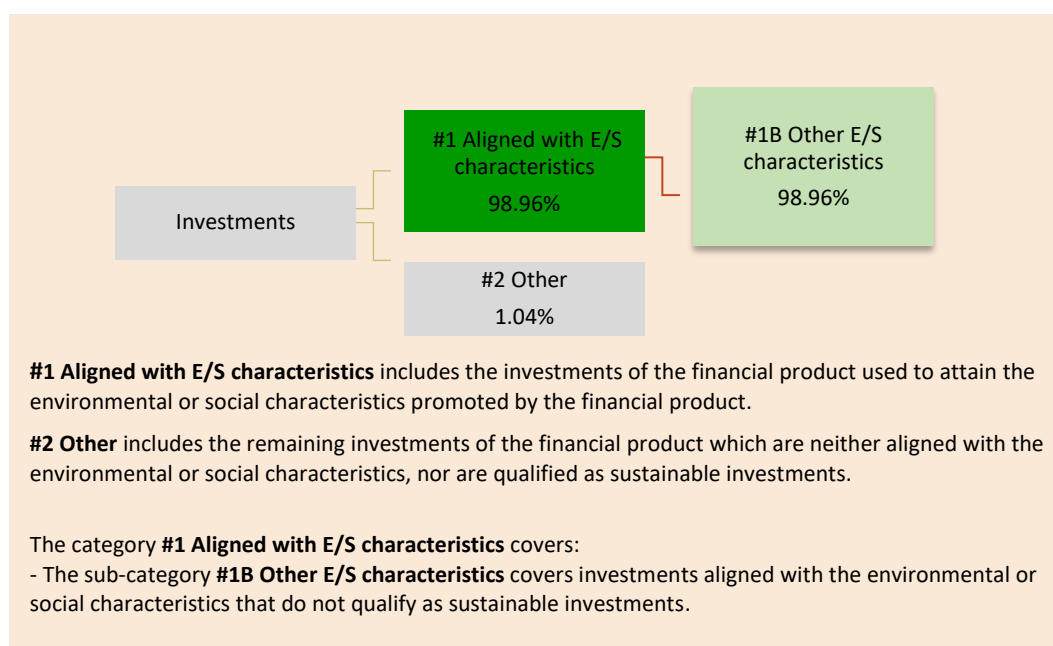 #1 Aligned with E/S
characteristics
98.96%
#1B Other E/S
characteristics
98.96%
Investments
#2 Other
1.04%
#1 Aligned with E/S characteristics includes the investments of the financial product used to attain the
environmental or social characteristics promoted by the financial product.
#2 Other includes the remaining investments of the financial product which are neither aligned with the
environmental or social characteristics, nor are qualified as sustainable investments.
The category #1 Aligned with E/S characteristics covers:
- The sub-category #1B Other E/S characteristics covers investments aligned with the environmental or
social characteristics that do not qualify as sustainable investments.